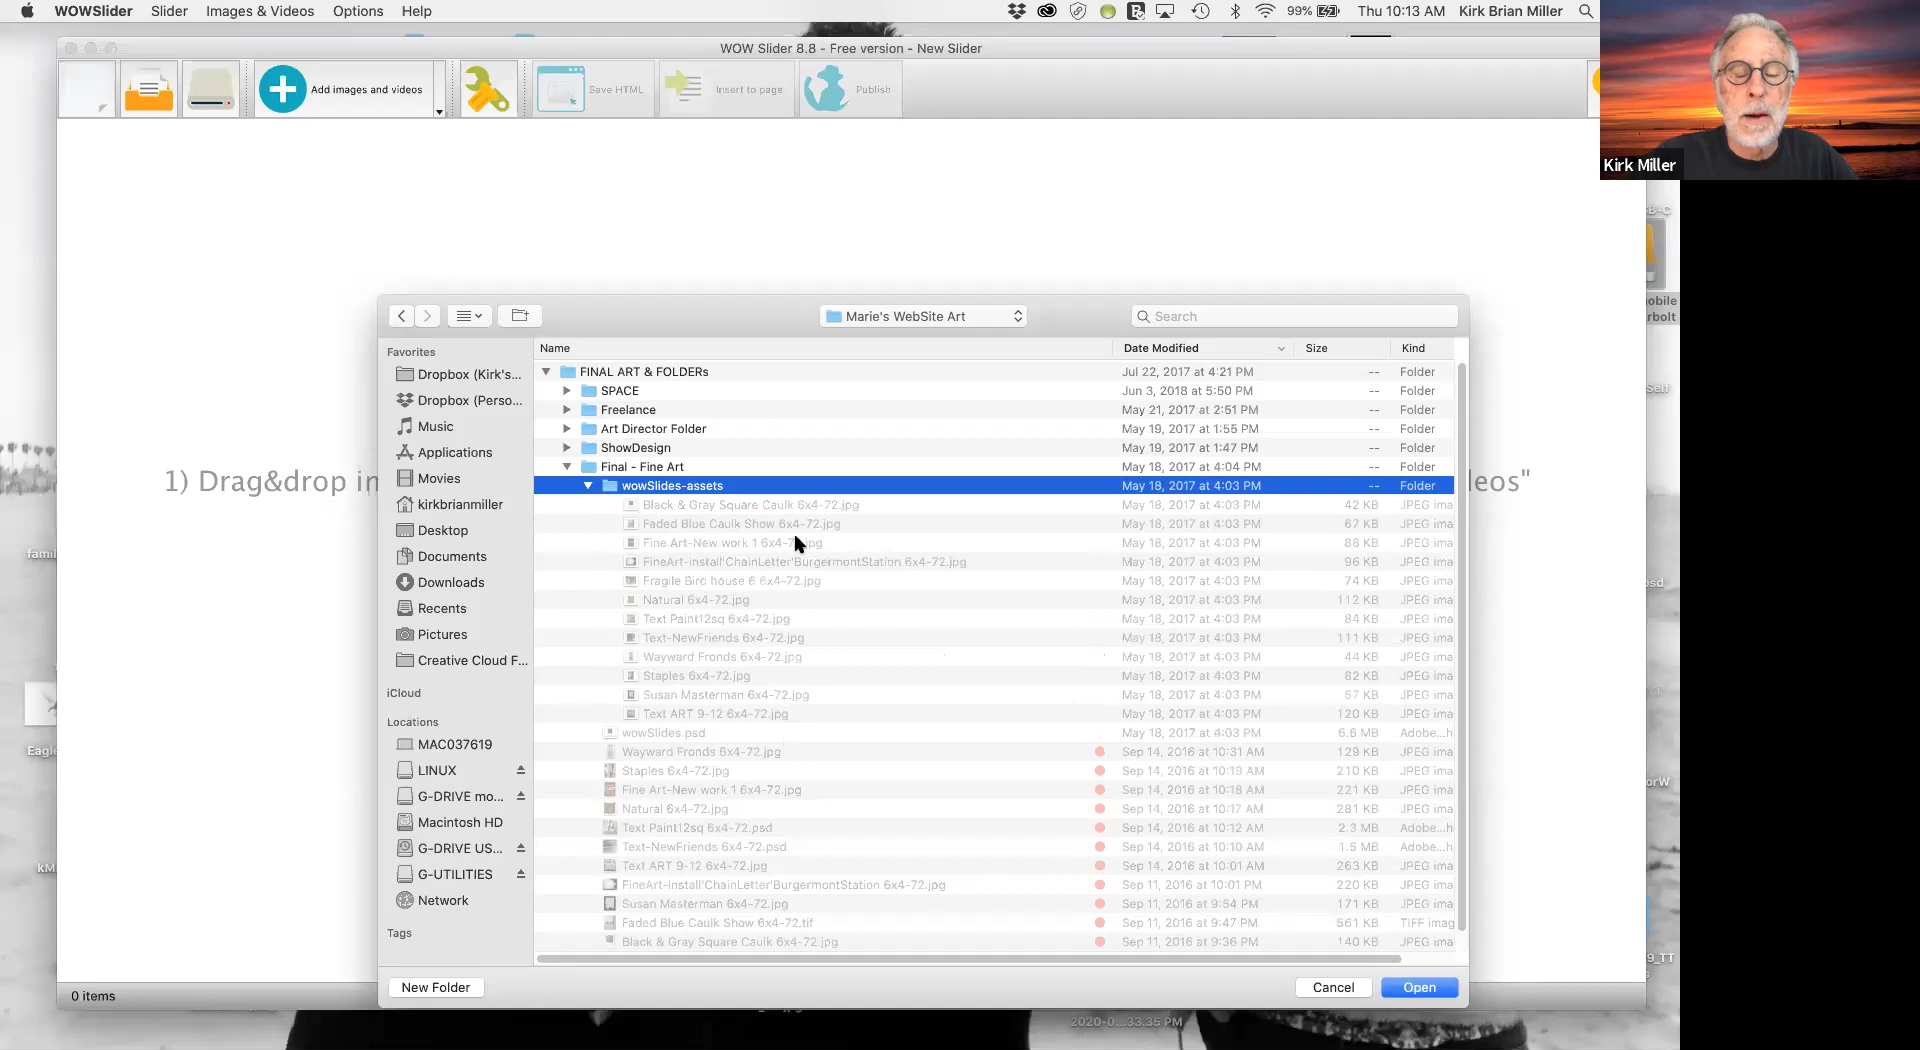 WOWSlider Slider Images & Videos Options Help 99% Thu 10:13 AM Kirk Brian Miller
WOW Slider 8.8 - Free version - New Slider
Add images and videos Save HTML Insert to page Publish
Kirk Miller
1) Drag&drop in
eos"
Marie's WebSite Art Search
Favorites
Dropbox (Kirk's...
Dropbox (Perso...
Music
Applications
Movies
kirkbrianmiller
Desktop
Documents
Downloads
Recents
Pictures
Creative Cloud F...
iCloud
Locations
MAC037619
LINUX
G-DRIVE mo...
Macintosh HD
G-DRIVE US...
G-UTILITIES
Network
Tags
Name Date Modified Size Kind
FINAL ART & FOLDERs Jul 22, 2017 at 4:21 PM -- Folder
SPACE Jun 3, 2018 at 5:50 PM -- Folder
Freelance May 21, 2017 at 2:51 PM -- Folder
Art Director Folder May 19, 2017 at 1:55 PM -- Folder
ShowDesign May 19, 2017 at 1:47 PM -- Folder
Final - Fine Art May 18, 2017 at 4:04 PM -- Folder
wowSlides-assets May 18, 2017 at 4:03 PM -- Folder
Black & Gray Square Caulk 6x4-72.jpg May 18, 2017 at 4:03 PM 42 KB JPEG ima
Faded Blue Caulk Show 6x4-72.jpg May 18, 2017 at 4:03 PM 67 KB JPEG ima
Fine Art-New work 1 6x4-7 pg May 18, 2017 at 4:03 PM 88 KB JPEG ima
FineArt-install'ChainLetter'BurgermontStation 6x4-72.jpg May 18, 2017 at 4:03 PM 96 KB JPEG ima
Fragile Bird house 6 6x4-72.jpg May 18, 2017 at 4:03 PM 74 KB JPEG ima
Natural 6x4-72.jpg May 18, 2017 at 4:03 PM 112 KB JPEG ima
Text Paint12sq 6x4-72.jpg May 18, 2017 at 4:03 PM 84 KB JPEG ima
Text-NewFriends 6x4-72.jpg May 18, 2017 at 4:03 PM 111 KB JPEG ima
Wayward Fronds 6x4-72.jpg May 18, 2017 at 4:03 PM 44 KB JPEG ima
Staples 6x4-72.jpg May 18, 2017 at 4:03 PM 82 KB JPEG ima
Susan Masterman 6x4-72.jpg May 18, 2017 at 4:03 PM 57 KB JPEG ima
Text ART 9-12 6x4-72.jpg May 18, 2017 at 4:03 PM 120 KB JPEG ima
wowSlides.psd May 18, 2017 at 4:03 PM 6.6 MB Adobe...h
Wayward Fronds 6x4-72.jpg Sep 14, 2016 at 10:31 AM 129 KB JPEG ima
Staples 6x4-72.jpg Sep 14, 2016 at 10:19 AM 210 KB JPEG ima
Fine Art-New work 1 6x4-72.jpg Sep 14, 2016 at 10:18 AM 221 KB JPEG ima
Natural 6x4-72.jpg Sep 14, 2016 at 10:17 AM 281 KB JPEG ima
Text Paint12sq 6x4-72.psd Sep 14, 2016 at 10:12 AM 2.3 MB Adobe...h
Text-NewFriends 6x4-72.psd Sep 14, 2016 at 10:10 AM 1.5 MB Adobe...h
Text ART 9-12 6x4-72.jpg Sep 14, 2016 at 10:01 AM 263 KB JPEG ima
FineArt-Install'ChainLetter'BurgermontStation 6x4-72.jpg Sep 11, 2016 at 10:01 PM 220 KB JPEG ima
Susan Masterman 6x4-72.jpg Sep 11, 2016 at 9:54 PM 171 KB JPEG ima
Faded Blue Caulk Show 6x4-72.tif Sep 11, 2016 at 9:47 PM 561 KB TIFF imag
Black & Gray Square Caulk 6x4-72.jpg Sep 11, 2016 at 9:36 PM 140 KB JPEG ima
New Folder Cancel Open
0 items
famil
Eagle
kM
B-C
obile
rbolt
Self
psd
orW
9_TT
2020-0...33.35 PM